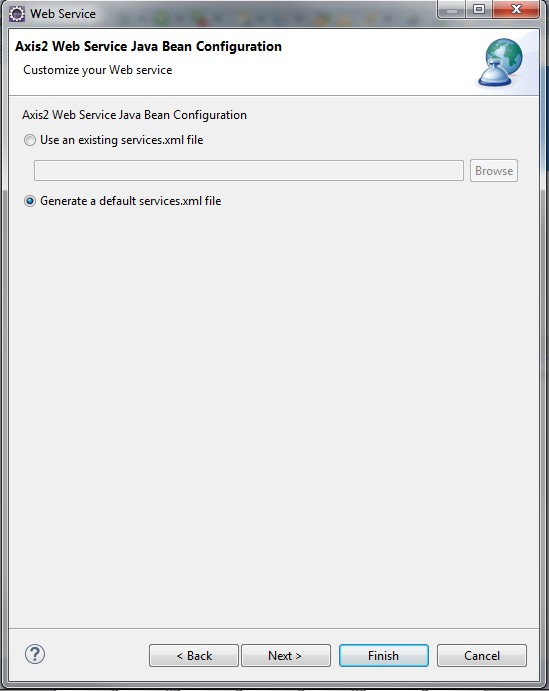 Web Service
Axis2 Web Service Java Bean Configuration
Customize your Web service
Axis2 Web Service Java Bean Configuration
Use an existing services.xml file
Browse
Generate a default services.xml file
?
< Back
Next >
Finish
Cancel